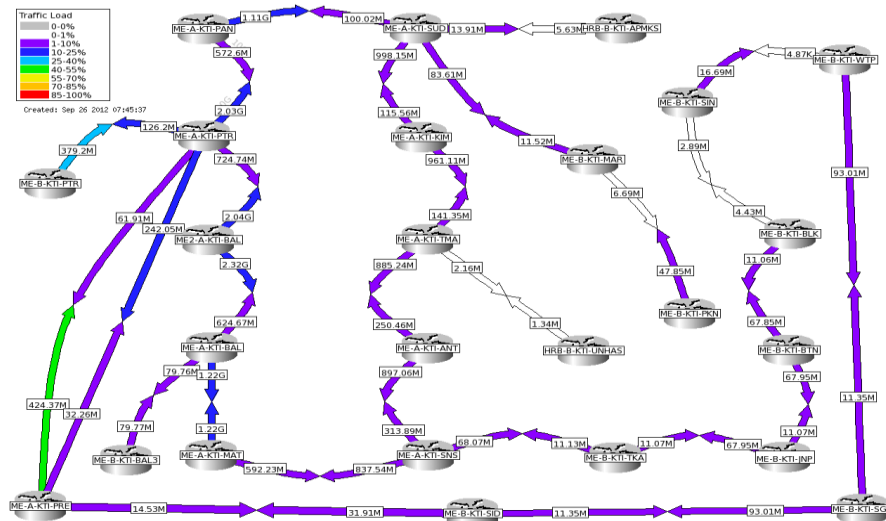 Traffic Load
0-0%
0-1%
1-10%
10-25%
25-40%
40-55%
55-70%
70-85%
85-100%
Created: Sep 26 2012 07:45:37
ME-A-KTI-PAN
1.11G
100.02M
ME-A-KTI-SUD
13.91M
5.63M
HRB-B-KTI-APMKS
572.6M
998.15M
83.61M
16.69M
4.87K
ME-B-KTI-WTP
ME-B-KTI-SIN
2.03G
115.56M
126.2M
ME-A-KTI-PTR
ME-A-KTI-KIM
11.52M
2.89M
379.2M
724.74M
961.11M
ME-B-KTI-MAR
93.01M
ME-B-KTI-PTR
6.69M
61.91M
242.05M
2.04G
141.35M
4.43M
ME2-A-KTI-BAL
ME-A-KTI-TMA
ME-B-KTI-BLK
2.32G
885.24M
2.16M
47.85M
11.06M
624.67M
250.46M
1.34M
ME-B-KTI-PKN
67.85M
ME-A-KTI-BAL
ME-A-KTI-ANT
HRB-B-KTI-UNHAS
ME-B-KTI-BTN
79.76M
1.22G
897.06M
67.95M
424.37M
32.26M
79.77M
1.22G
313.89M
11.07M
11.35M
ME-B-KTI-BAL3
ME-A-KTI-MAT
ME-A-KTI-SNS
68.07M
11.13M
ME-B-KTI-TKA
11.07M
67.95M
ME-B-KTI-JNP
592.23M
837.54M
ME-A-KTI-PRE
14.53M
31.91M
ME-B-KTI-SID
11.35M
93.01M
ME-B-KTI-SG